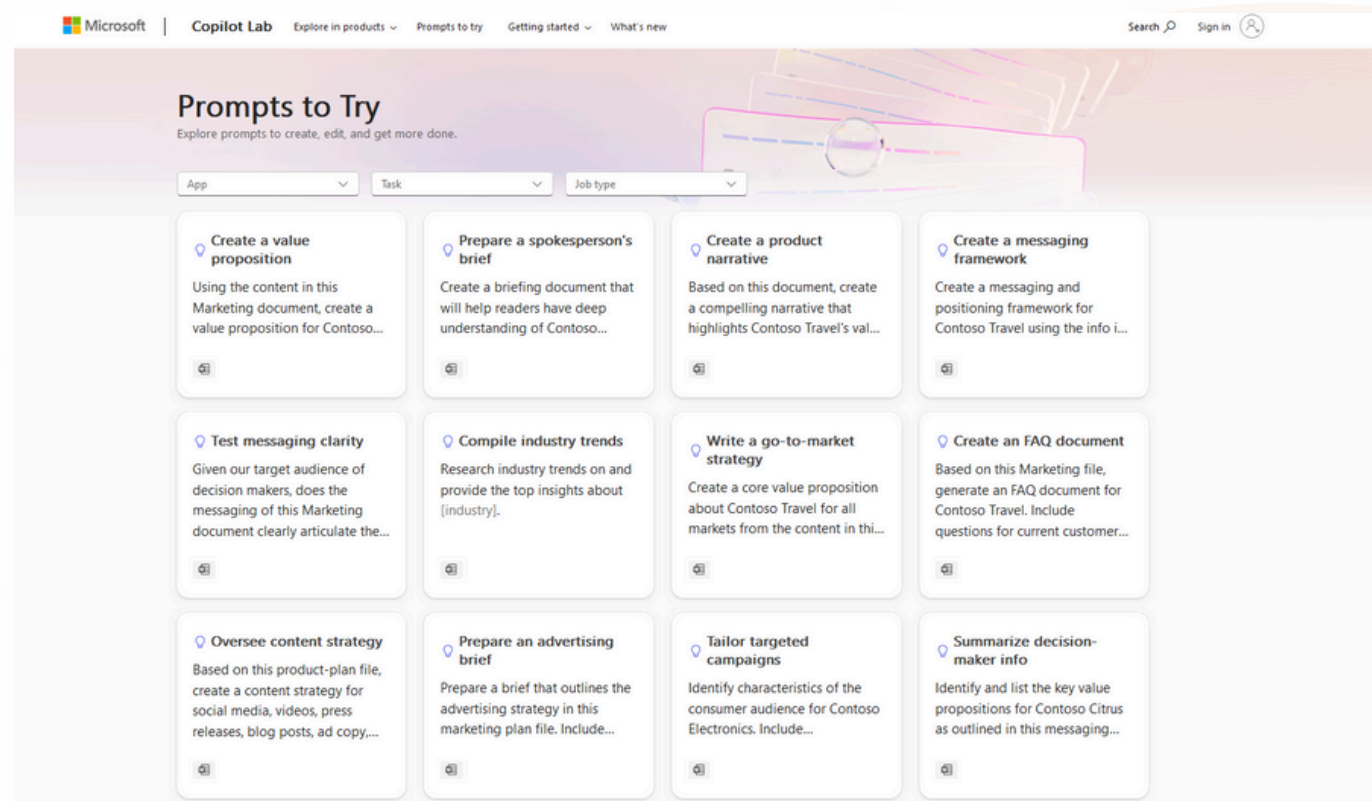 Microsoft
Copilot Lab
Explore in products
Prompts to try
Getting started
What's new
Search
Sign in
Prompts to Try
Explore prompts to create, edit, and get more done.
App
Task
Job type
Create a value
proposition
Using the content in this
Marketing document, create a
value proposition for Contoso...
Prepare a spokesperson's
brief
Create a briefing document that
will help readers have deep
understanding of Contoso...
Create a product
narrative
Based on this document, create
a compelling narrative that
highlights Contoso Travel's val...
Create a messaging
framework
Create a messaging and
positioning framework for
Contoso Travel using the info i...
Test messaging clarity
Given our target audience of
decision makers, does the
messaging of this Marketing
document clearly articulate the...
Compile industry trends
Research industry trends on and
provide the top insights about
[industry].
Write a go-to-market
strategy
Create a core value proposition
about Contoso Travel for all
markets from the content in thi...
Create an FAQ document
Based on this Marketing file,
generate an FAQ document for
Contoso Travel. Include
questions for current customer...
Oversee content strategy
Based on this product-plan file,
create a content strategy for
social media, videos, press
releases, blog posts, ad copy,...
Prepare an advertising
brief
Prepare a brief that outlines the
advertising strategy in this
marketing plan file. Include...
Tailor targeted
campaigns
Identify characteristics of the
consumer audience for Contoso
Electronics. Include...
Summarize decision-
maker info
Identify and list the key value
propositions for Contoso Citrus
as outlined in this messaging...